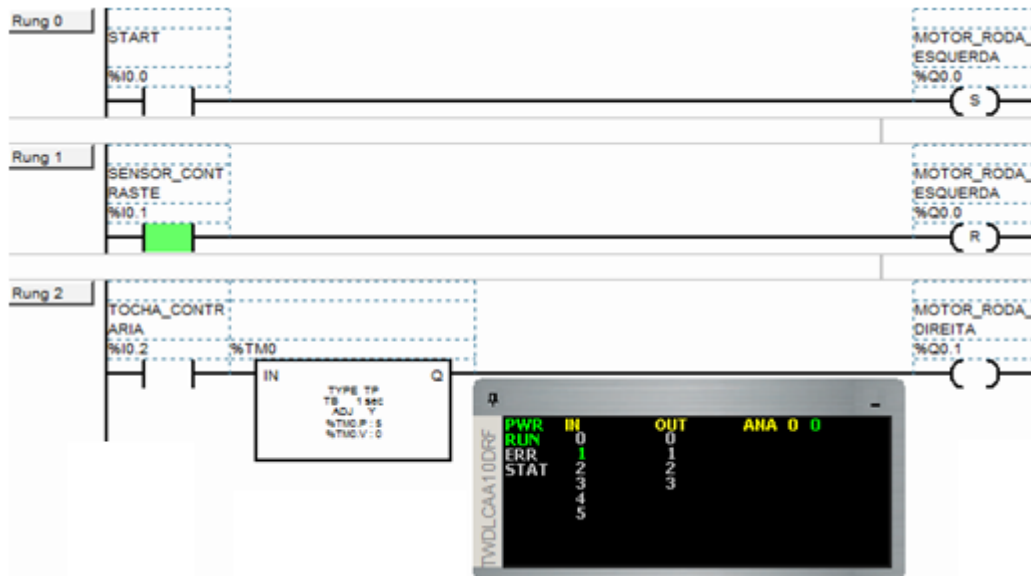 Rung 0
START
MOTOR_RODA_
ESQUERDA
%I0.0
%Q0.0
S
Rung 1
SENSOR_CONT
RASTE
MOTOR_RODA_
ESQUERDA
%I0.1
%Q0.0
R
Rung 2
TOCHA_CONTR
ARIA
MOTOR_RODA_
DIREITA
%I0.2
%TM0
%Q0.1
IN Q
TYPE TP
TB 1 sec
ADJ Y
%TM0.P : 5
%TM0.V : 0
TWDLCAA10DRF
PWR IN OUT ANA 0 0
RUN 0 0
ERR 1 1
STAT 2 2
3 3
4
5